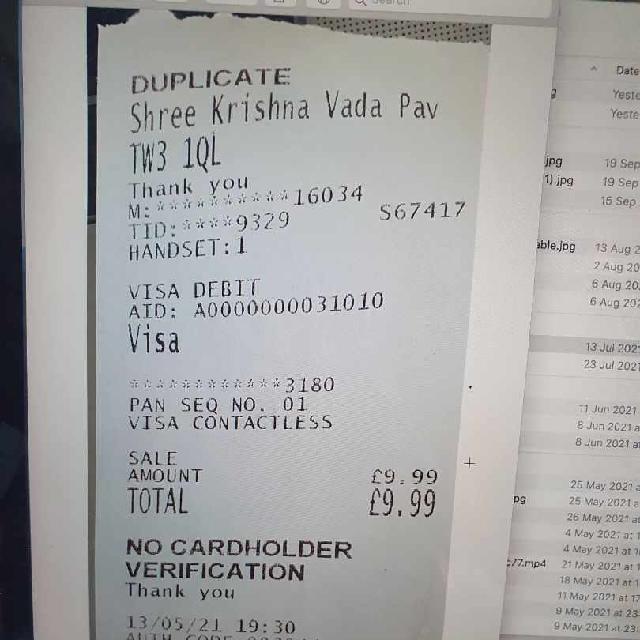 DUPLICATE
Shree Krishna Vada Pav
TW3 1QL
Thank you
M:***********16034
TID:****9329 S67417
HANDSET:1
VISA DEBIT
AID: A0000000031010
Visa
************3180
PAN SEQ NO. 01
VISA CONTACTLESS
SALE
AMOUNT £9.99
TOTAL £9.99
NO CARDHOLDER
VERIFICATION
Thank you
13/05/21 19:30
AUTH CODE
Search
Date
Yeste
Yeste
.jpg 19 Sep
1).jpg 19 Sep
15 Sep
able.jpg 13 Aug 2
2 Aug 20
6 Aug 20
6 Aug 202
13 Jul 202
23 Jul 2021
11 Jun 2021
8 Jun 2021 a
8 Jun 2021 a
25 May 2021 a
pg 25 May 2021 a
26 May 2021 at
4 May 2021 at 1
4 May 2021 at 1
c77.mp4 21 May 2021 at 1
18 May 2021 at 1
11 May 2021 at 1
9 May 2021 at 23
9 May 2021 at 23